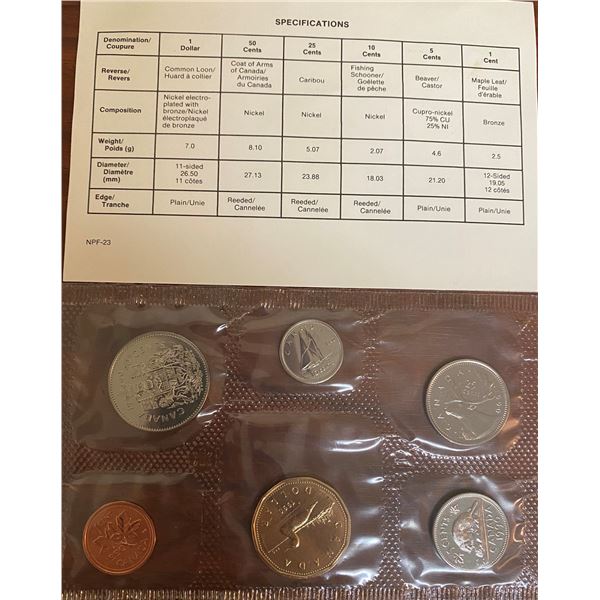 SPECIFICATIONS
Denomination/ Coupure | 1 Dollar | 50 Cents | 25 Cents | 10 Cents | 5 Cents | 1 Cent
Reverse/ Revers | Common Loon/ Huard à collier | Coat of Arms of Canada/ Armoiries du Canada | Caribou | Fishing Schooner/ Goélette de pêche | Beaver/ Castor | Maple Leaf/ Feuille d'érable
Composition | Nickel electro- plated with bronze/Nickel électroplaqué de bronze | Nickel | Nickel | Nickel | Cupro-nickel 75% CU 25% NI | Bronze
Weight/ Poids (g) | 7.0 | 8.10 | 5.07 | 2.07 | 4.6 | 2.5
Diameter/ Diamètre (mm) | 11-sided 26.50 11 côtes | 27.13 | 23.88 | 18.03 | 21.20 | 12-Sided 19.05 12 côtés
Edge/ Tranche | Plain/Unie | Reeded/ Cannelée | Reeded/ Cannelée | Reeded/ Cannelée | Plain/Unie | Plain/Unie
NPF-23
CANADA
CANADA
CANADA
25
CANADA
DOLLAR